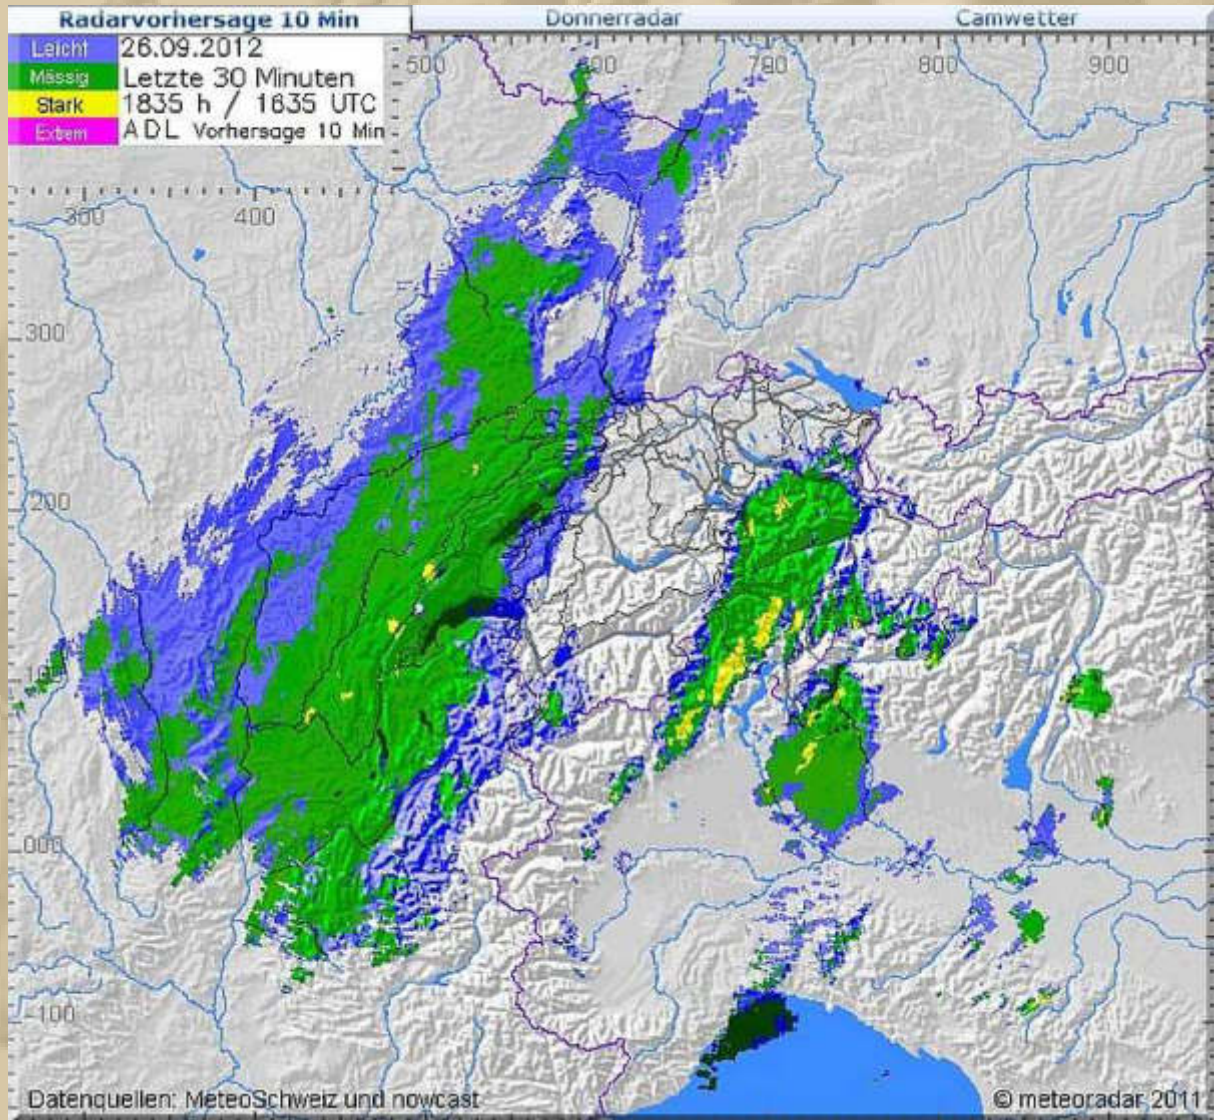 Radarvorhersage 10 Min Donnerradar Camwetter
Leicht 26.09.2012
Mässig Letzte 30 Minuten
Stark 1835 h / 1635 UTC
Extrem ADL Vorhersage 10 Min
500 700 800 900
300 400
300
200
100
000
-100
Datenquellen: MeteoSchweiz und nowcast © meteoradar 2011